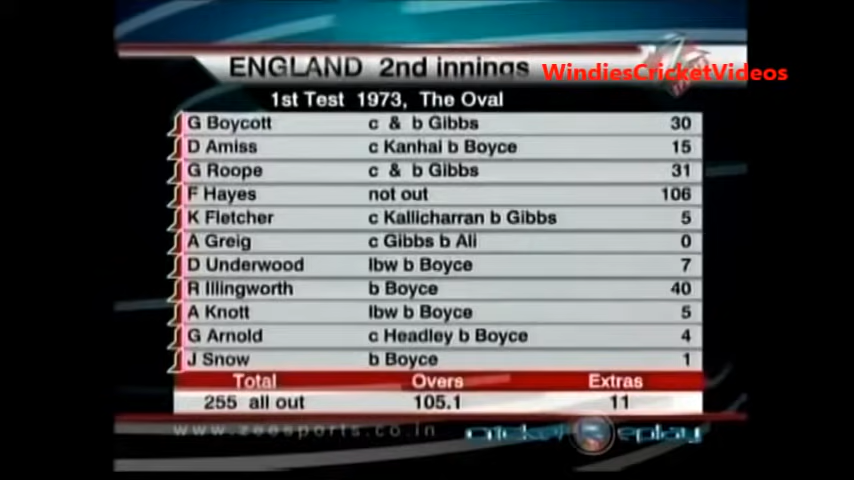 ENGLAND 2nd innings
WindiesCricketVideos
1st Test 1973, The Oval
G Boycott c & b Gibbs 30
D Amiss c Kanhai b Boyce 15
G Roope c & b Gibbs 31
F Hayes not out 106
K Fletcher c Kallicharran b Gibbs 5
A Greig c Gibbs b Ali 0
D Underwood lbw b Boyce 7
R Illingworth b Boyce 40
A Knott lbw b Boyce 5
G Arnold c Headley b Boyce 4
J Snow b Boyce 1
Total Overs Extras
255 all out 105.1 11
www.zeesports.co.in cricket Replay